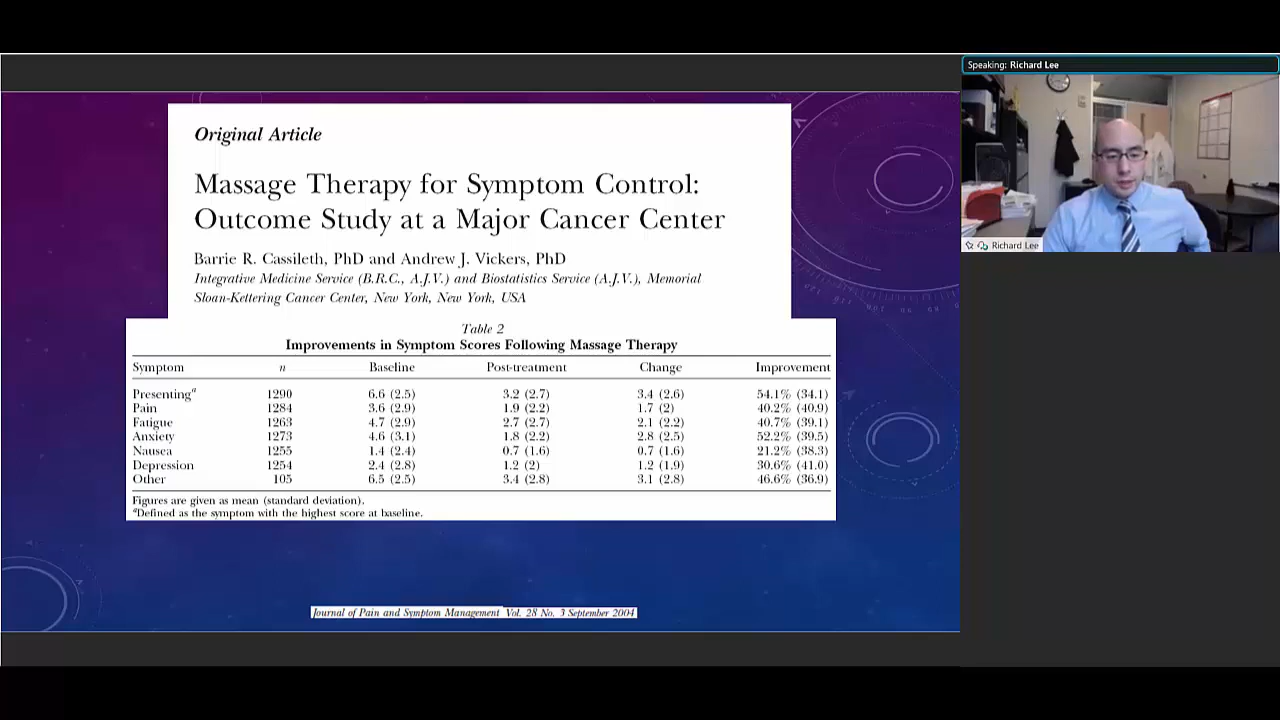 Speaking: Richard Lee
Original Article
Massage Therapy for Symptom Control:
Outcome Study at a Major Cancer Center
Barrie R. Cassileth, PhD and Andrew J. Vickers, PhD
Integrative Medicine Service (B.R.C., A.J.V.) and Biostatistics Service (A.J.V.), Memorial
Sloan-Kettering Cancer Center, New York, New York, USA
Richard Lee
Table 2
Improvements in Symptom Scores Following Massage Therapy
Symptom n Baseline Post-treatment Change Improvement
Presentingᵃ 1290 6.6 (2.5) 3.2 (2.7) 3.4 (2.6) 54.1% (34.1)
Pain 1284 3.6 (2.9) 1.9 (2.2) 1.7 (2) 40.2% (40.9)
Fatigue 1263 4.7 (2.9) 2.7 (2.7) 2.1 (2.2) 40.7% (39.1)
Anxiety 1273 4.6 (3.1) 1.8 (2.2) 2.8 (2.5) 52.2% (39.5)
Nausea 1255 1.4 (2.4) 0.7 (1.6) 0.7 (1.6) 21.2% (38.3)
Depression 1254 2.4 (2.8) 1.2 (2) 1.2 (1.9) 30.6% (41.0)
Other 105 6.5 (2.5) 3.4 (2.8) 3.1 (2.8) 46.6% (36.9)
Figures are given as mean (standard deviation).
ᵃDefined as the symptom with the highest score at baseline.
Journal of Pain and Symptom Management Vol. 28 No. 3 September 2004